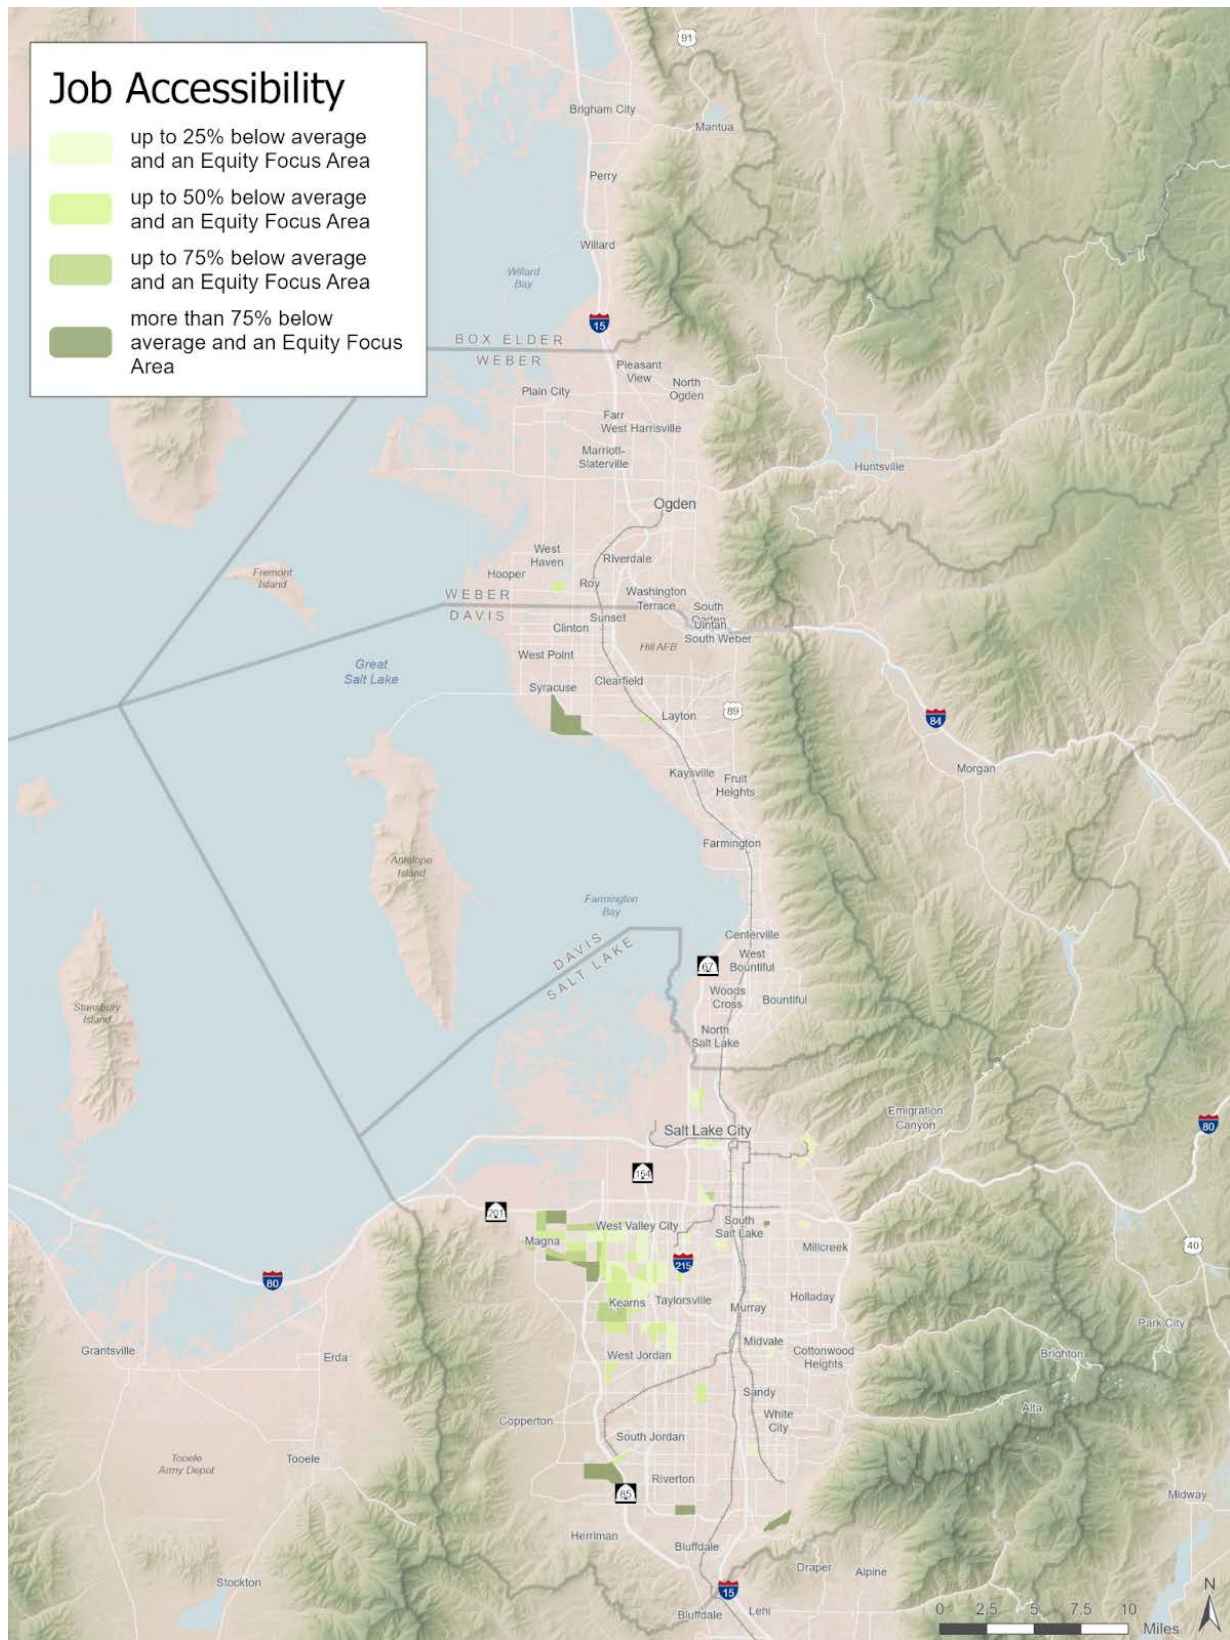 Job Accessibility
up to 25% below average
and an Equity Focus Area
up to 50% below average
and an Equity Focus Area
up to 75% below average
and an Equity Focus Area
more than 75% below
average and an Equity Focus
Area
91
Brigham City
Mantua
Perry
Willard
Willard
Bay
15
BOX ELDER
WEBER
Pleasant
View
North
Ogden
Plain City
Farr
West
Harrisville
Marriott-
Slaterville
Huntsville
Ogden
West
Haven
Riverdale
Hooper
Fremont
Island
Roy
Washington
Terrace
WEBER
DAVIS
South
Ogden
Uintah
South Weber
Sunset
Clinton
Hill AFB
West Point
Great
Salt Lake
Clearfield
Syracuse
89
Layton
84
Morgan
Kaysville
Fruit
Heights
Farmington
Antelope
Island
Farmington
Bay
DAVIS
SALT LAKE
Centerville
West
Bountiful
67
Woods
Cross
Bountiful
Stansbury
Island
North
Salt Lake
Emigration
Canyon
80
Salt Lake City
154
201
West Valley City
South
Salt Lake
Magna
Millcreek
40
215
80
Kearns
Taylorsville
Murray
Holladay
Park City
Grantsville
Erda
West Jordan
Midvale
Cottonwood
Heights
Brighton
Sandy
Alta
White
City
Copperton
South Jordan
Tooele
Army Depot
Tooele
Riverton
85
Midway
Herriman
Bluffdale
Draper
Alpine
Stockton
15
Bluffdale
Lehi
N
0 2.5 5 7.5 10
Miles